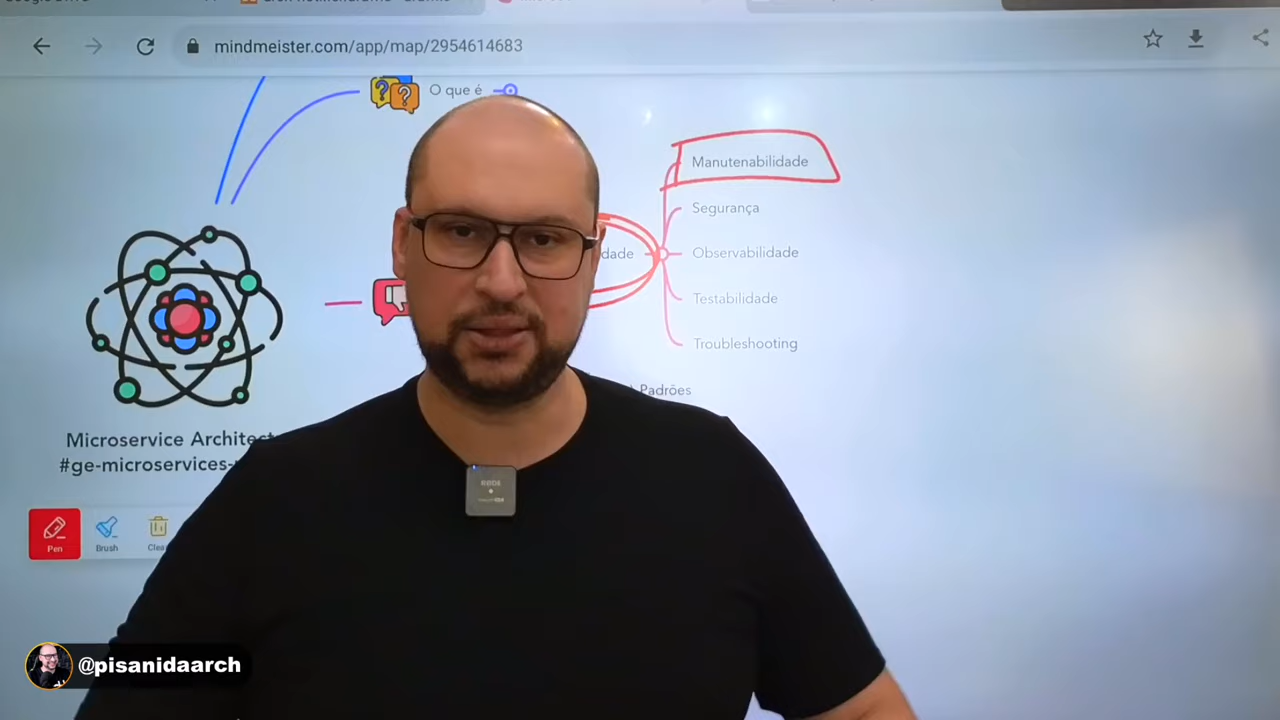 mindmeister.com/app/map/2954614683
O que é
Manutenabilidade
Segurança
dade
Observabilidade
Testabilidade
Troubleshooting
Padrões
Microservice Architect
#ge-microservices-
Pen
Brush
Clea
@pisanidaarch